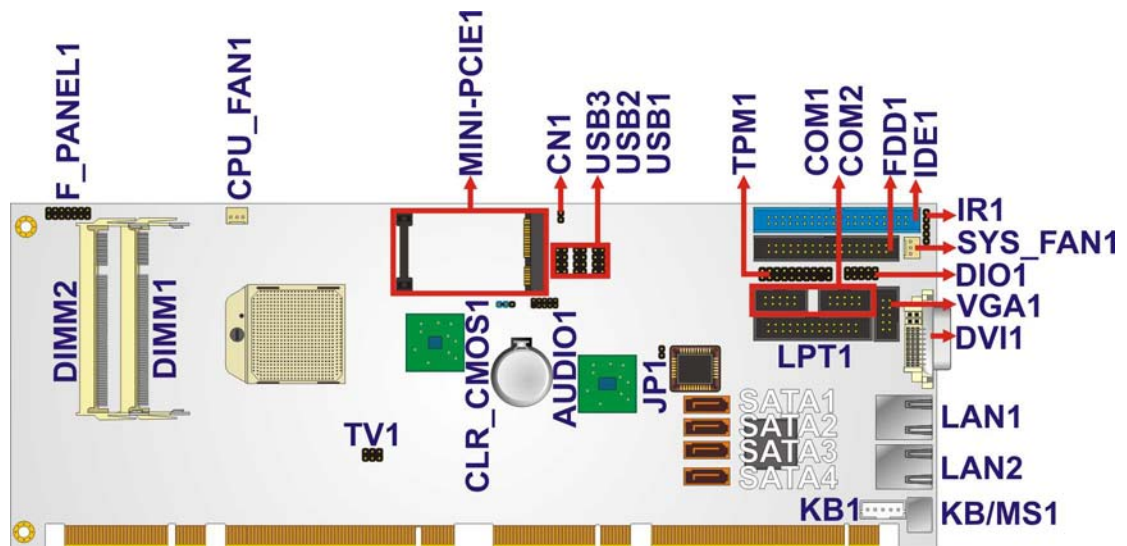 F_PANEL1
CPU_FAN1
MINI-PCIE1
CN1
USB3
USB2
USB1
TPM1
COM1
COM2
FDD1
IDE1
IR1
SYS_FAN1
DIO1
VGA1
DVI1
DIMM2
DIMM1
CLR_CMOS1
AUDIO1
JP1
LPT1
TV1
SATA1
SATA2
SATA3
SATA4
LAN1
LAN2
KB1
KB/MS1